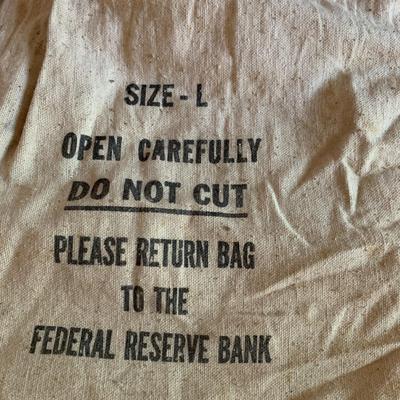 SIZE - L
OPEN CAREFULLY
DO NOT CUT
PLEASE RETURN BAG
TO THE
FEDERAL RESERVE BANK